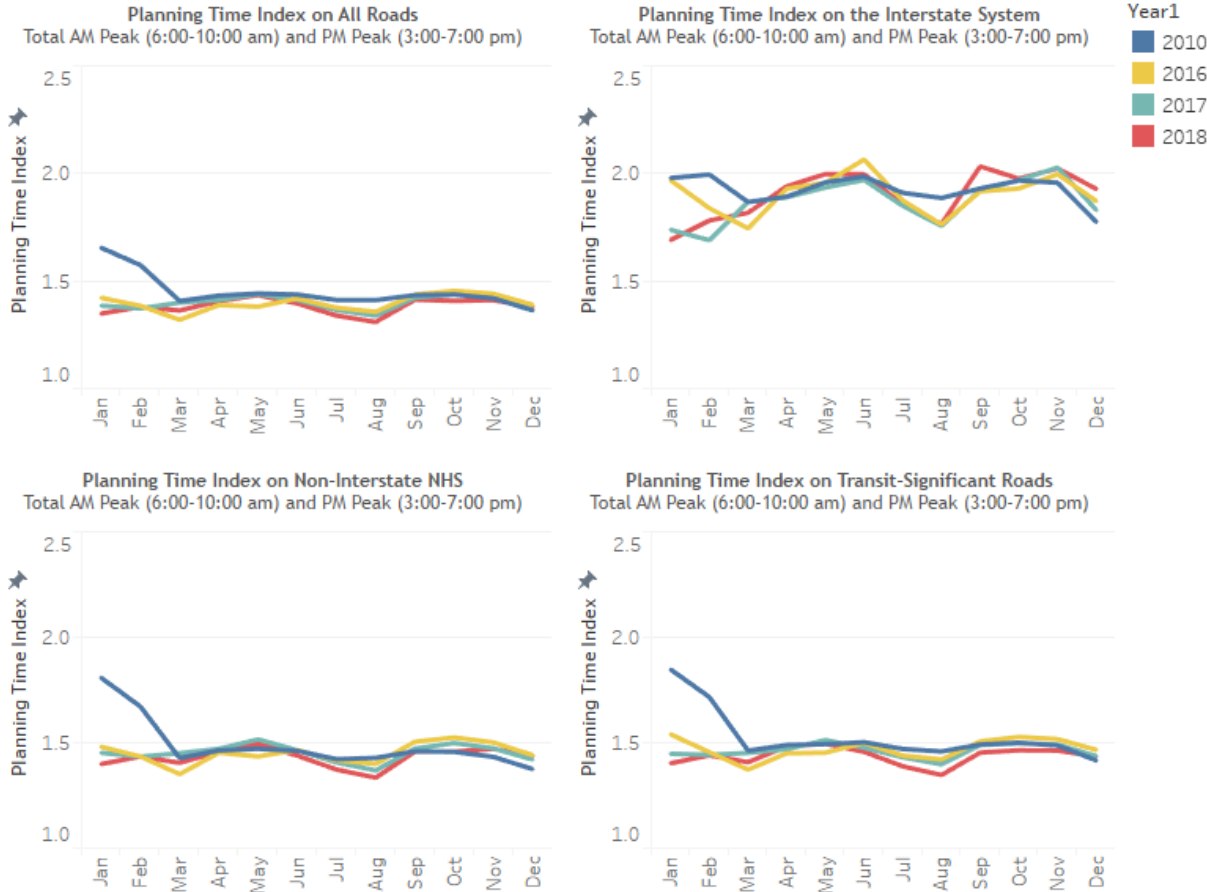 Planning Time Index on All Roads
Total AM Peak (6:00-10:00 am) and PM Peak (3:00-7:00 pm)
2.5
2.0
1.5
1.0
Planning Time Index
Jan
Feb
Mar
Apr
May
Jun
Jul
Aug
Sep
Oct
Nov
Dec
Planning Time Index on the Interstate System
Total AM Peak (6:00-10:00 am) and PM Peak (3:00-7:00 pm)
2.5
2.0
1.5
1.0
Planning Time Index
Jan
Feb
Mar
Apr
May
Jun
Jul
Aug
Sep
Oct
Nov
Dec
Year1
2010
2016
2017
2018
Planning Time Index on Non-Interstate NHS
Total AM Peak (6:00-10:00 am) and PM Peak (3:00-7:00 pm)
2.5
2.0
1.5
1.0
Planning Time Index
Jan
Feb
Mar
Apr
May
Jun
Jul
Aug
Sep
Oct
Nov
Dec
Planning Time Index on Transit-Significant Roads
Total AM Peak (6:00-10:00 am) and PM Peak (3:00-7:00 pm)
2.5
2.0
1.5
1.0
Planning Time Index
Jan
Feb
Mar
Apr
May
Jun
Jul
Aug
Sep
Oct
Nov
Dec